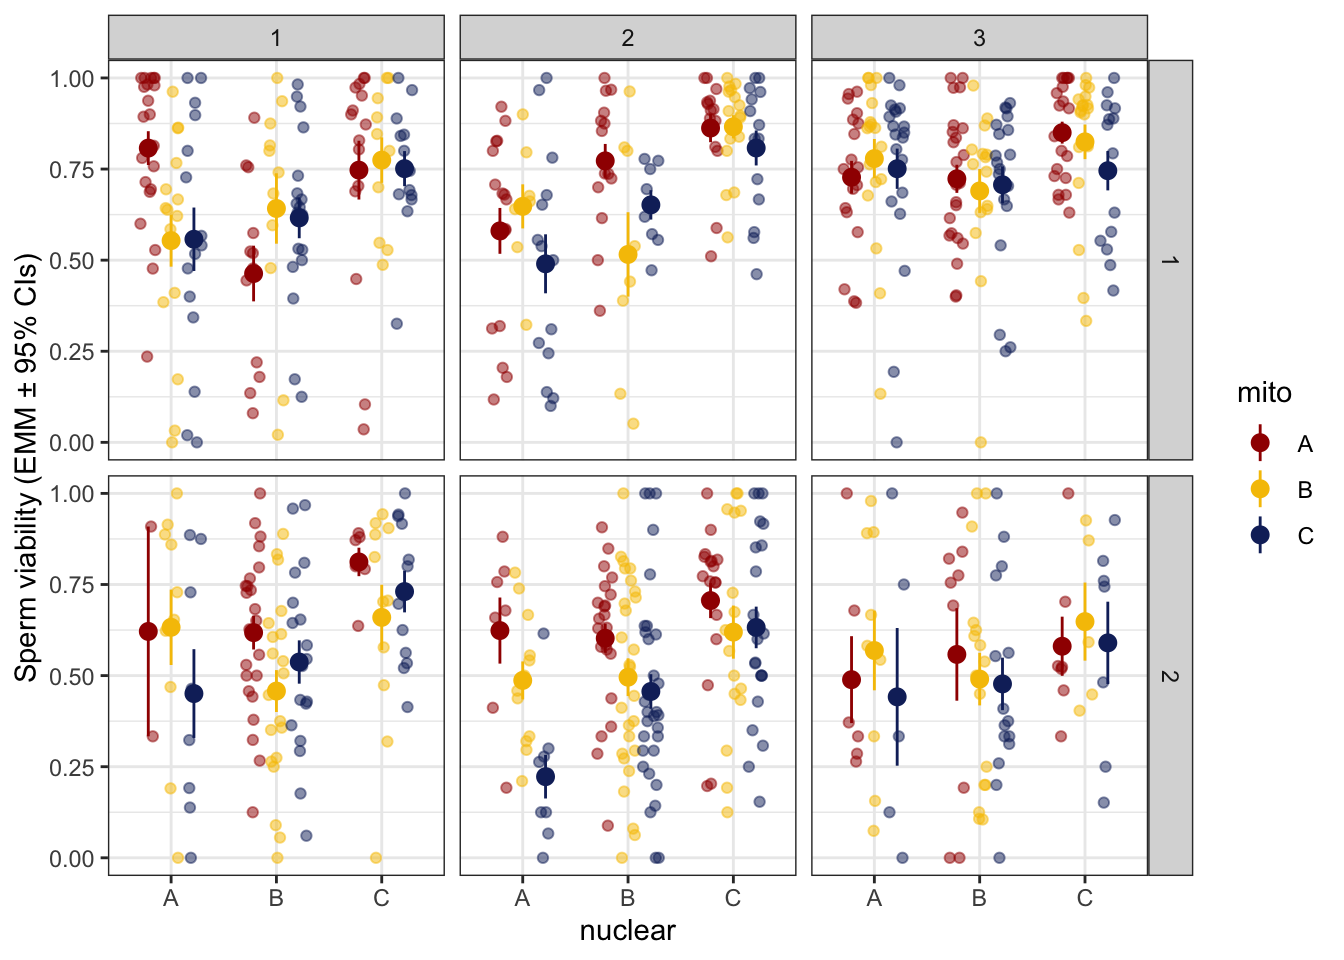 1 2 3
1.00
0.75
0.50
0.25
0.00
1
1.00
0.75
0.50
0.25
0.00
2
Sperm viability (EMM ± 95% CIs)
A B C A B C A B C
nuclear
mito
A
B
C